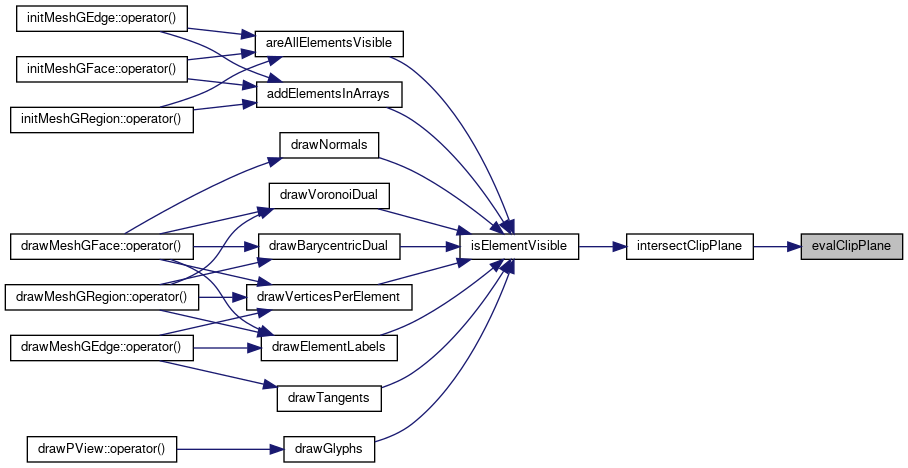 initMeshGEdge::operator()
initMeshGFace::operator()
initMeshGRegion::operator()
areAllElementsVisible
addElementsInArrays
drawNormals
drawVoronoiDual
drawMeshGFace::operator()
drawBarycentricDual
isElementVisible
intersectClipPlane
evalClipPlane
drawMeshGRegion::operator()
drawVerticesPerElement
drawMeshGEdge::operator()
drawElementLabels
drawTangents
drawPView::operator()
drawGlyphs